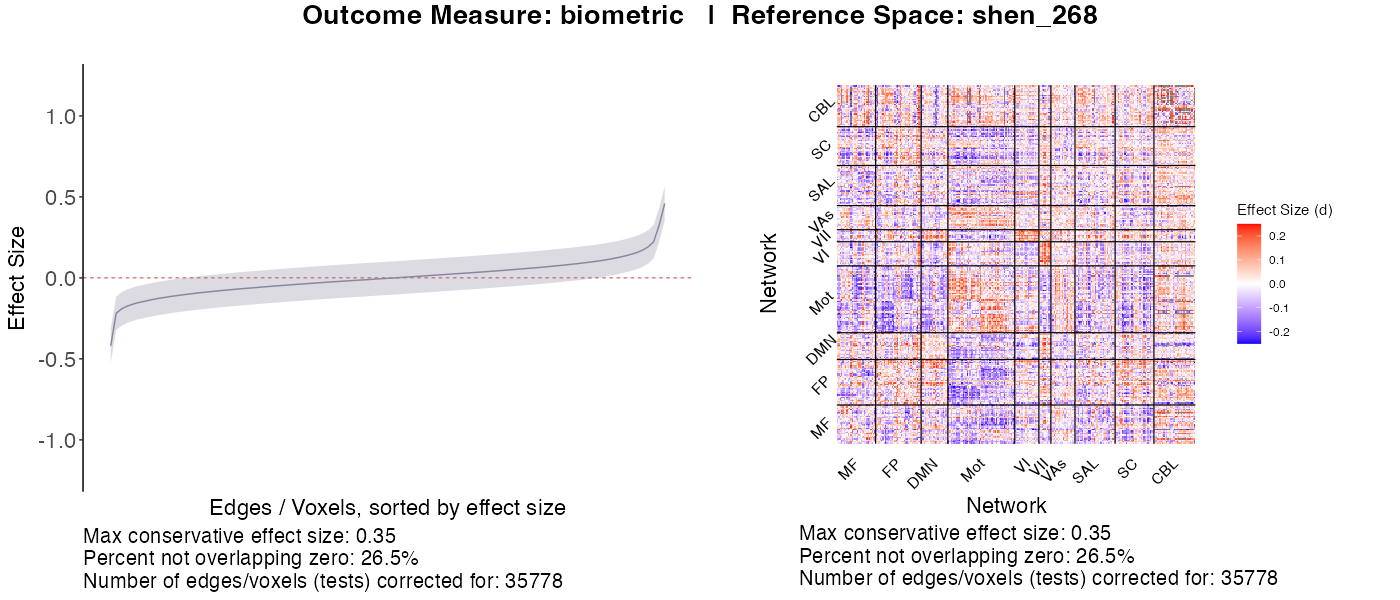 Outcome Measure: biometric | Reference Space: shen_268
Effect Size
1.0
0.5
0.0
-0.5
-1.0
Edges / Voxels, sorted by effect size
Max conservative effect size: 0.35
Percent not overlapping zero: 26.5%
Number of edges/voxels (tests) corrected for: 35778
Network
CBL
SC
SAL
VAs
VII
VI
Mot
DMN
FP
MF
MF FP DMN Mot VI VII VAs SAL SC CBL
Network
Effect Size (d)
0.2
0.1
0.0
-0.1
-0.2
Max conservative effect size: 0.35
Percent not overlapping zero: 26.5%
Number of edges/voxels (tests) corrected for: 35778